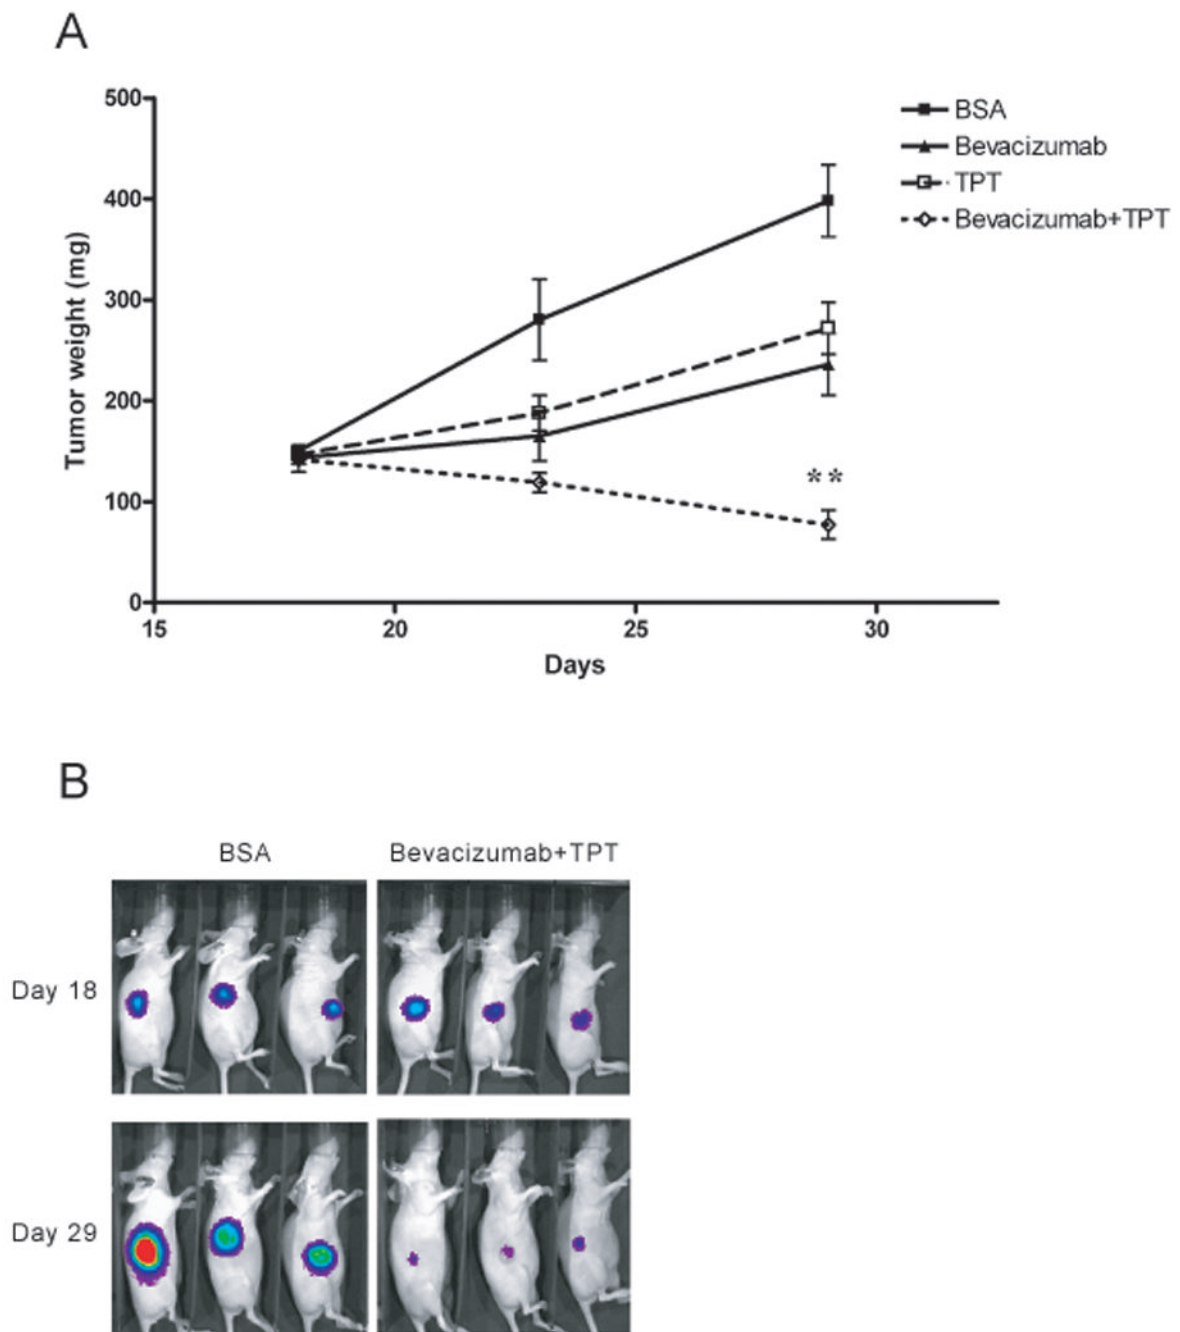 A
500
400
300
200
100
0
Tumor weight (mg)
15 20 25 30
Days
BSA
Bevacizumab
TPT
Bevacizumab+TPT
**
B
BSA Bevacizumab+TPT
Day 18
Day 29